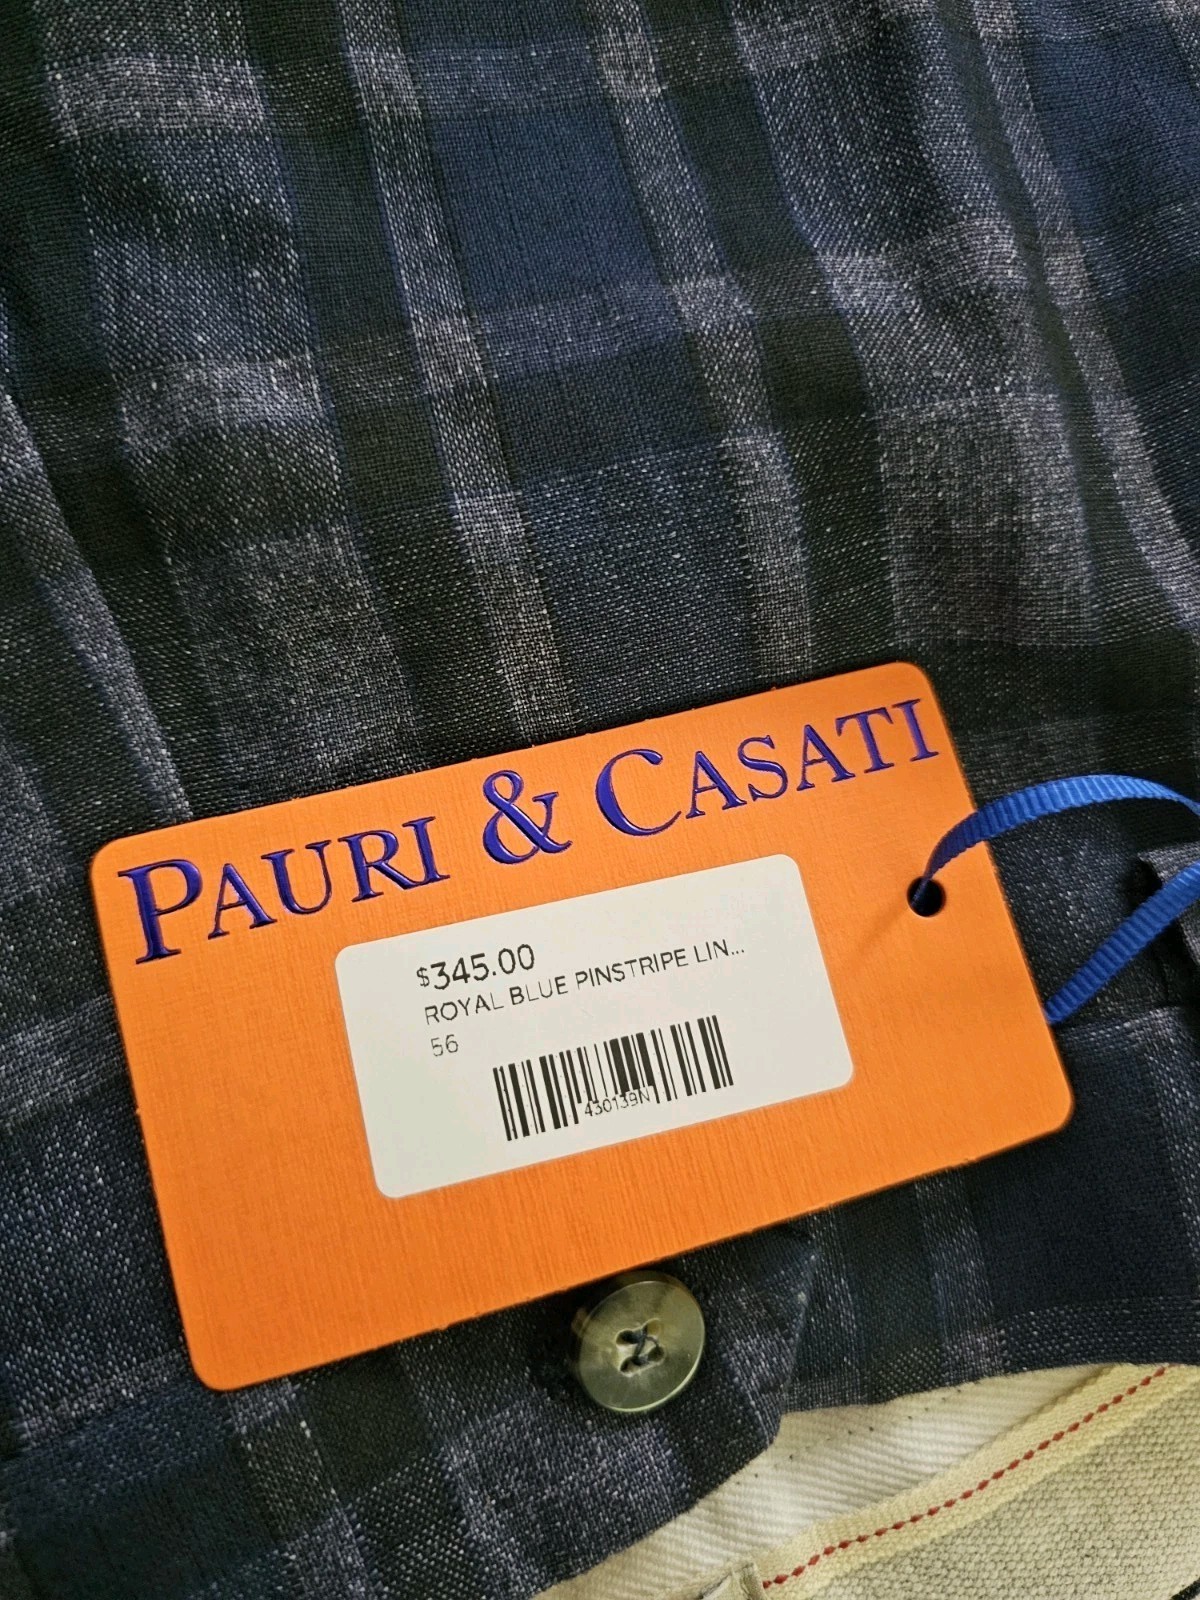 PAURI & CASATI
$345.00
ROYAL BLUE PINSTRIPE LIN...
56
430139N